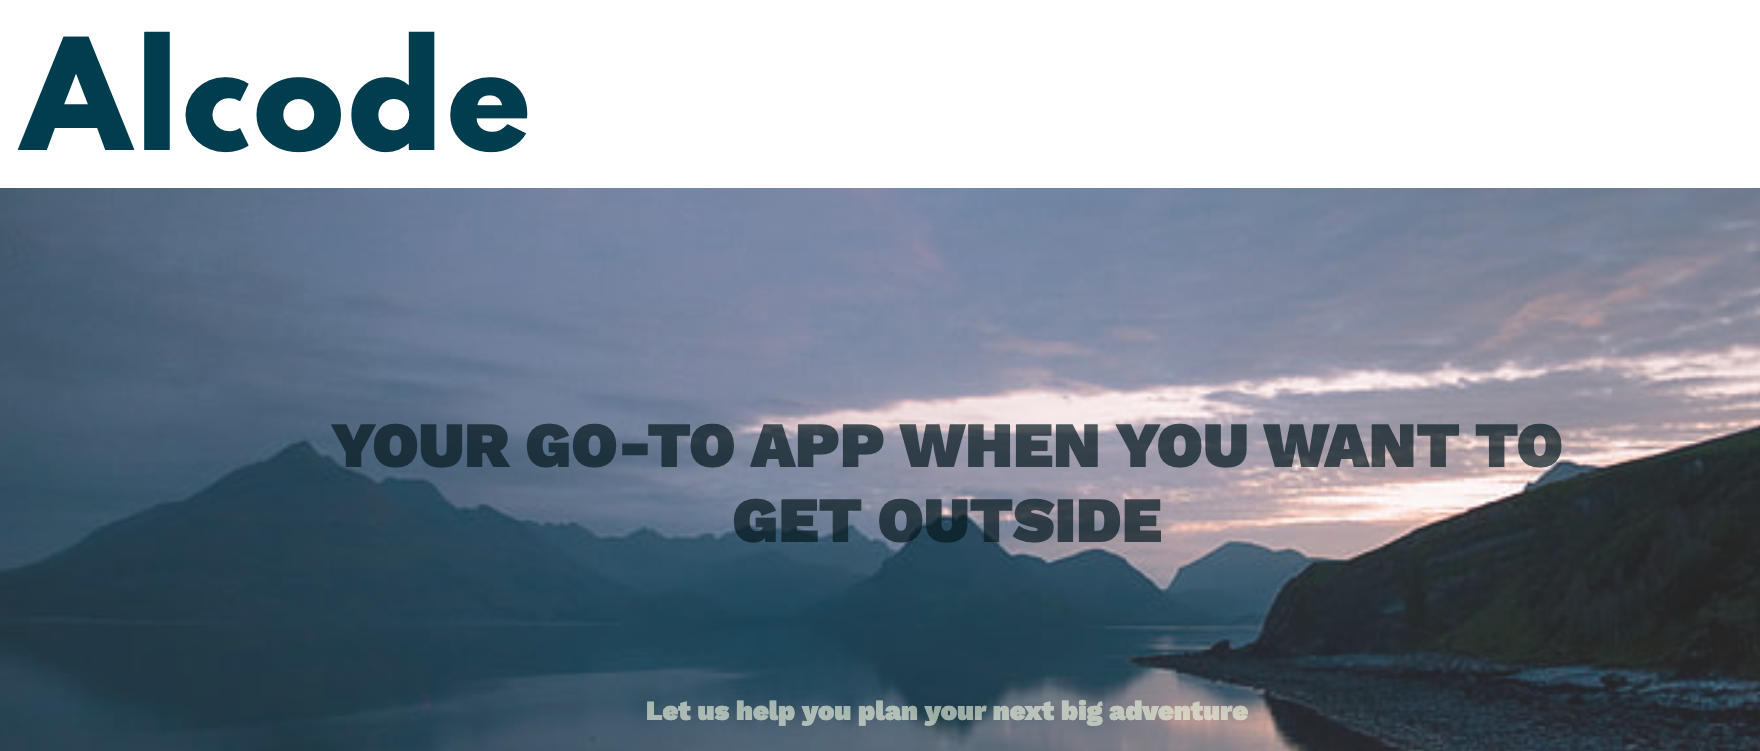 Alcode
YOUR GO-TO APP WHEN YOU WANT TO
GET OUTSIDE
Let us help you plan your next big adventure